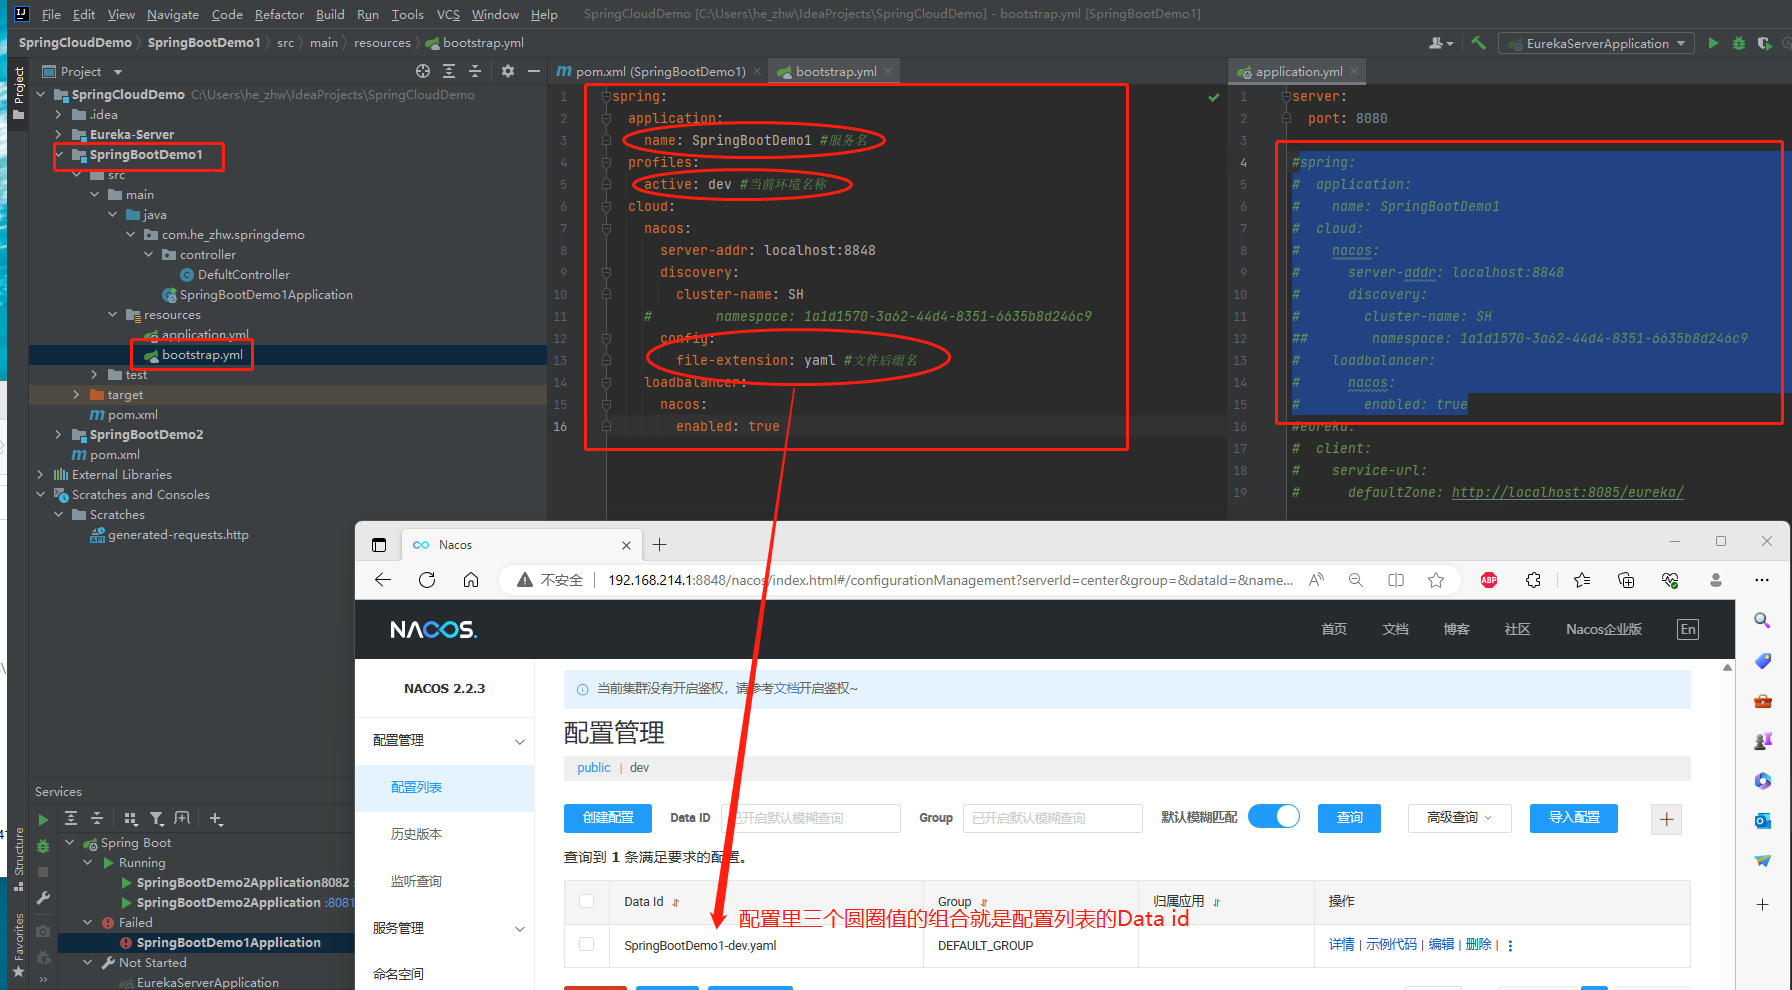 File Edit View Navigate Code Refactor Build Run Tools VCS Window Help SpringCloudDemo [C:\Users\he_zhw\IdeaProjects\SpringCloudDemo] - bootstrap.yml [SpringBootDemo1]
SpringCloudDemo SpringBootDemo1 src main resources bootstrap.yml
EurekaServerApplication
Project
Project
SpringCloudDemo C:\Users\he_zhw\IdeaProjects\SpringCloudDemo
.idea
Eureka-Server
SpringBootDemo1
src
main
java
com.he_zhw.springdemo
controller
DefultController
SpringBootDemo1Application
resources
application.yml
bootstrap.yml
test
target
pom.xml
SpringBootDemo2
pom.xml
External Libraries
Scratches and Consoles
Scratches
generated-requests.http
pom.xml (SpringBootDemo1)
bootstrap.yml
1 spring:
2 application:
3 name: SpringBootDemo1 #服务名
4 profiles:
5 active: dev #当前环境名称
6 cloud:
7 nacos:
8 server-addr: localhost:8848
9 discovery:
10 cluster-name: SH
11 # namespace: 1a1d1570-3a62-44d4-8351-6635b8d246c9
12 config:
13 file-extension: yaml #文件后缀名
14 loadbalancer:
15 nacos:
16 enabled: true
application.yml
1 server:
2 port: 8080
3
4 #spring:
5 # application:
6 # name: SpringBootDemo1
7 # cloud:
8 # nacos:
9 # server-addr: localhost:8848
10 # discovery:
11 # cluster-name: SH
12 ## namespace: 1a1d1570-3a62-44d4-8351-6635b8d246c9
13 # loadbalancer:
14 # nacos:
15 # enabled: true
16 #eureka:
17 # client:
18 # service-url:
19 # defaultZone: http://localhost:8085/eureka/
Services
Spring Boot
Running
SpringBootDemo2Application8082
SpringBootDemo2Application :8081
Failed
SpringBootDemo1Application
Not Started
EurekaServerApplication
Structure
Favorites
Nacos
不安全 192.168.214.1:8848/nacos/index.html#/configurationManagement?serverId=center&group=&dataId=&name...
ABP
NACOS.
首页 文档 博客 社区 Nacos企业版 En
NACOS 2.2.3
配置管理
配置列表
历史版本
监听查询
服务管理
命名空间
当前集群没有开启鉴权，请参考文档开启鉴权~
配置管理
public | dev
创建配置 Data ID 已开启默认模糊查询 Group 已开启默认模糊查询 默认模糊匹配 查询 高级查询 导入配置
查询到 1 条满足要求的配置。
Data Id Group 归属应用 操作
配置里三个圆圈值的组合就是配置列表的Data id
SpringBootDemo1-dev.yaml DEFAULT_GROUP 详情 | 示例代码 | 编辑 | 删除 |